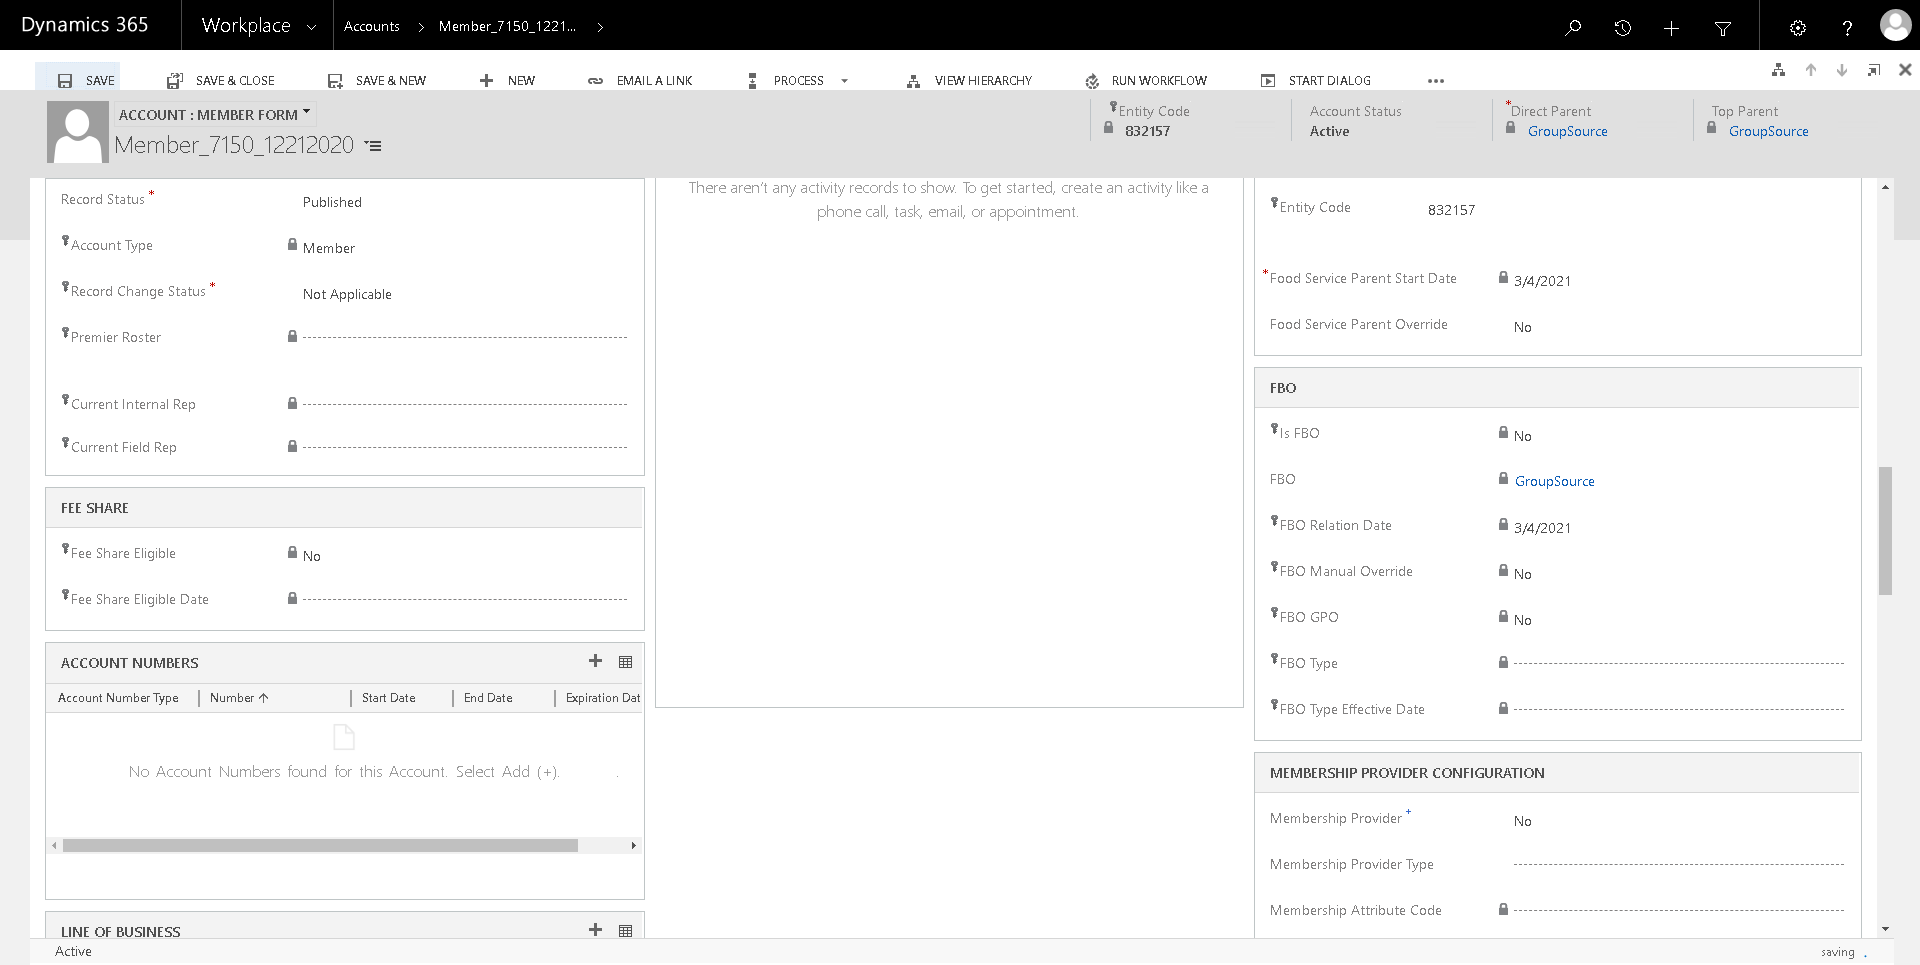 Dynamics 365 Workplace Accounts Member_7150_1221... ?
SAVE SAVE & CLOSE SAVE & NEW NEW EMAIL A LINK PROCESS VIEW HIERARCHY RUN WORKFLOW START DIALOG ...
ACCOUNT : MEMBER FORM
Member_7150_12212020
Entity Code
832157
Account Status
Active
*Direct Parent
GroupSource
Top Parent
GroupSource
Record Status * Published
Account Type Member
Record Change Status * Not Applicable
Premier Roster
Current Internal Rep
Current Field Rep
FEE SHARE
Fee Share Eligible No
Fee Share Eligible Date
ACCOUNT NUMBERS
Account Number Type Number Start Date End Date Expiration Dat
No Account Numbers found for this Account. Select Add (+). .
LINE OF BUSINESS
There aren't any activity records to show. To get started, create an activity like a
phone call, task, email, or appointment.
Entity Code 832157
*Food Service Parent Start Date 3/4/2021
Food Service Parent Override No
FBO
Is FBO No
FBO GroupSource
FBO Relation Date 3/4/2021
FBO Manual Override No
FBO GPO No
FBO Type
FBO Type Effective Date
MEMBERSHIP PROVIDER CONFIGURATION
Membership Provider + No
Membership Provider Type
Membership Attribute Code
Active
saving .